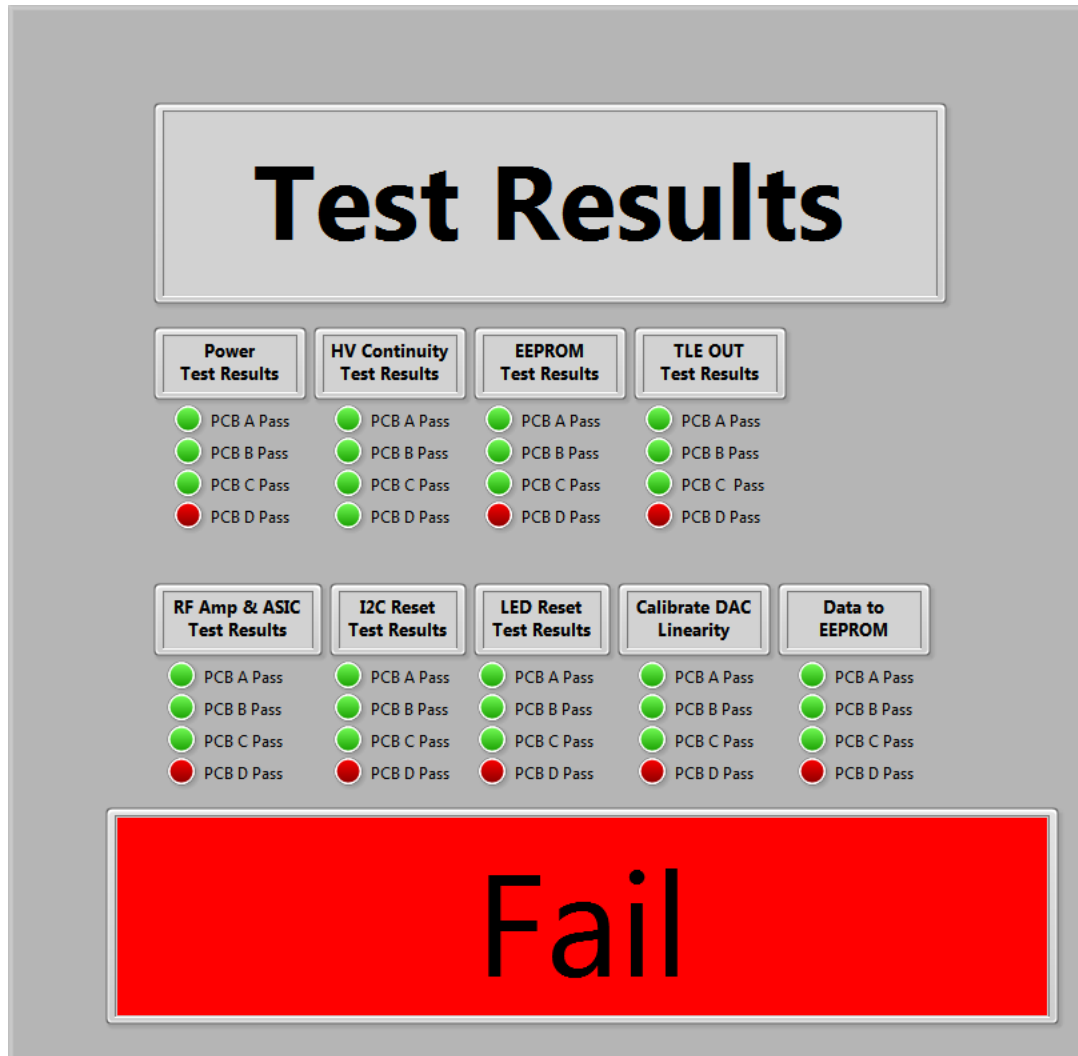 Test Results
Power
Test Results
PCB A Pass
PCB B Pass
PCB C Pass
PCB D Pass
HV Continuity
Test Results
PCB A Pass
PCB B Pass
PCB C Pass
PCB D Pass
EEPROM
Test Results
PCB A Pass
PCB B Pass
PCB C Pass
PCB D Pass
TLE OUT
Test Results
PCB A Pass
PCB B Pass
PCB C  Pass
PCB D Pass
RF Amp & ASIC
Test Results
PCB A Pass
PCB B Pass
PCB C Pass
PCB D Pass
I2C Reset
Test Results
PCB A Pass
PCB B Pass
PCB C Pass
PCB D Pass
LED Reset
Test Results
PCB A Pass
PCB B Pass
PCB C Pass
PCB D Pass
Calibrate DAC
Linearity
PCB A Pass
PCB B Pass
PCB C Pass
PCB D Pass
Data to
EEPROM
PCB A Pass
PCB B Pass
PCB C Pass
PCB D Pass
Fail